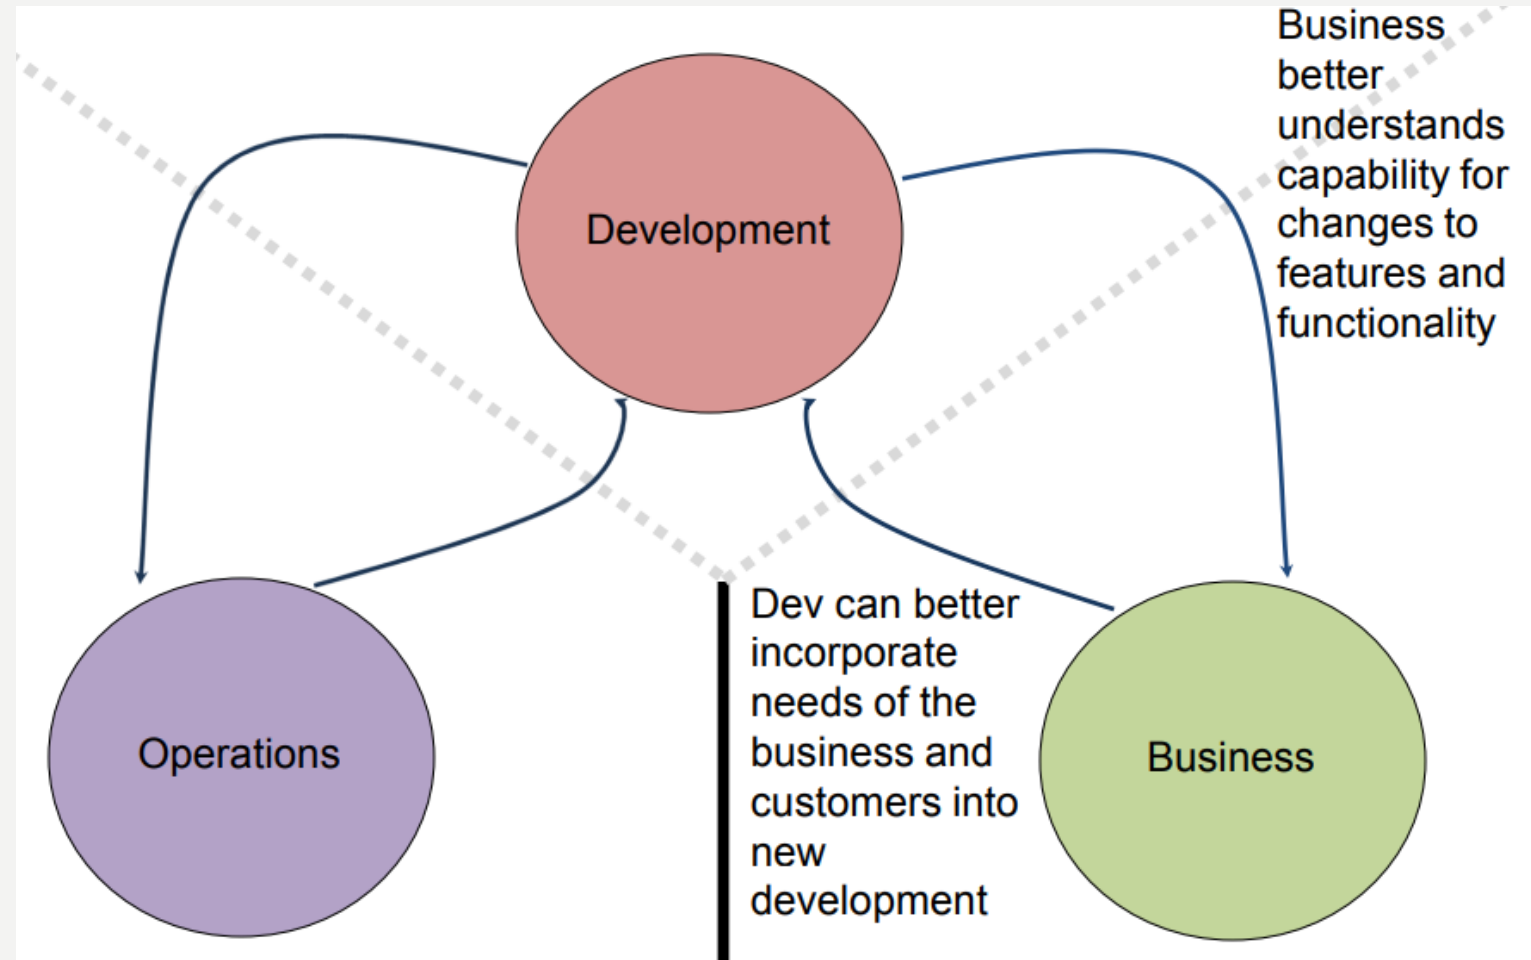 Business
better
understands
capability for
changes to
features and
functionality
Development
Dev can better
incorporate
needs of the
business and
customers into
new
development
Operations
Business